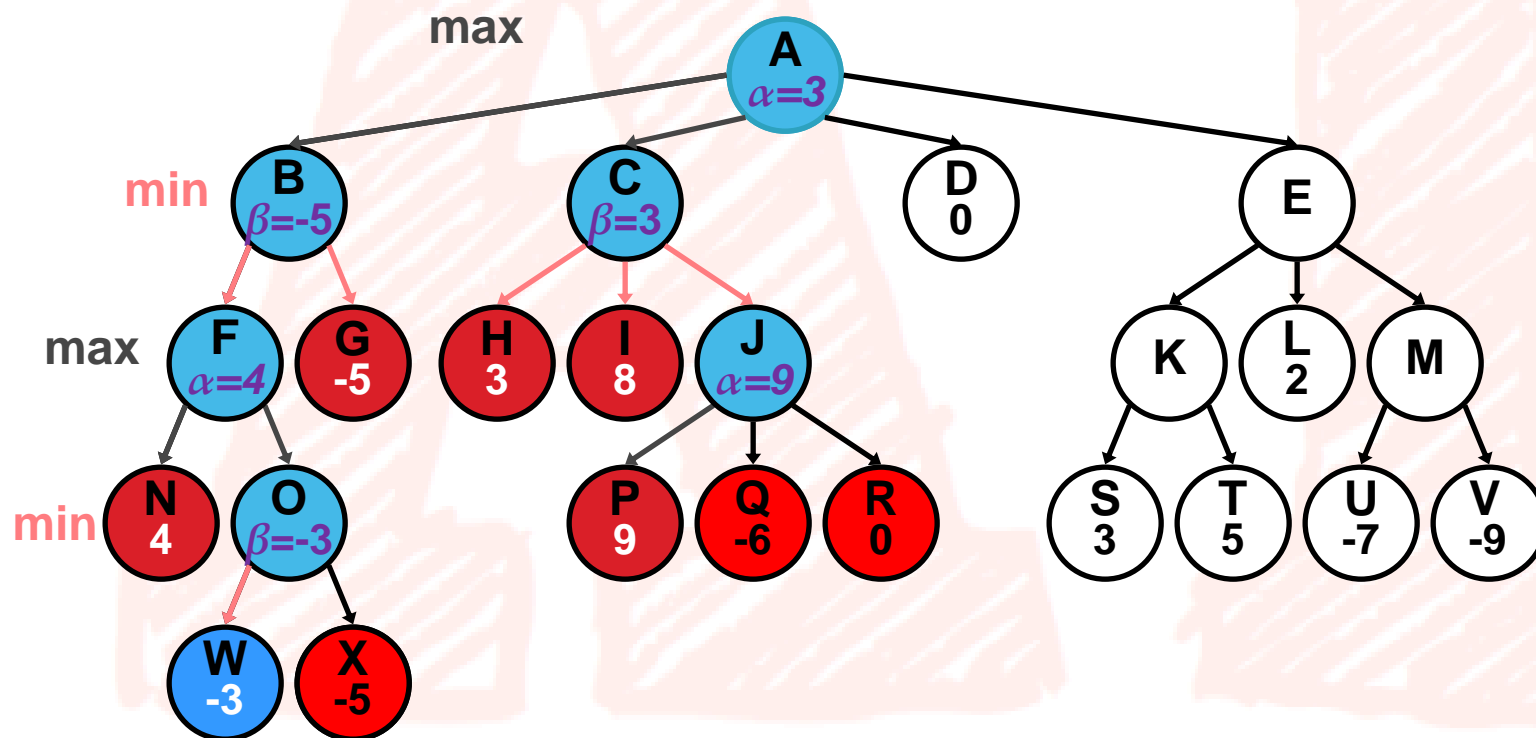 max
A
α=3
min
B
β=-5
C
β=3
D
0
E
max
F
α=4
G
-5
H
3
I
8
J
α=9
K
L
2
M
min
N
4
O
β=-3
P
9
Q
-6
R
0
S
3
T
5
U
-7
V
-9
W
-3
X
-5